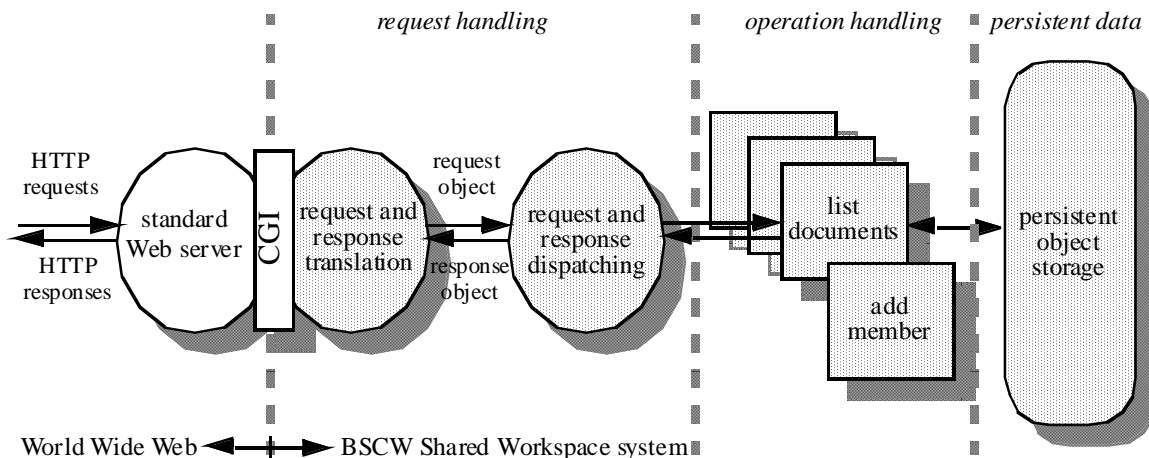 request handling
operation handling
persistent data
HTTP
requests
HTTP
responses
standard
Web server
CGI
request and
response
translation
request
object
response
object
request and
response
dispatching
list
documents
add
member
persistent
object
storage
World Wide Web
BSCW Shared Workspace system